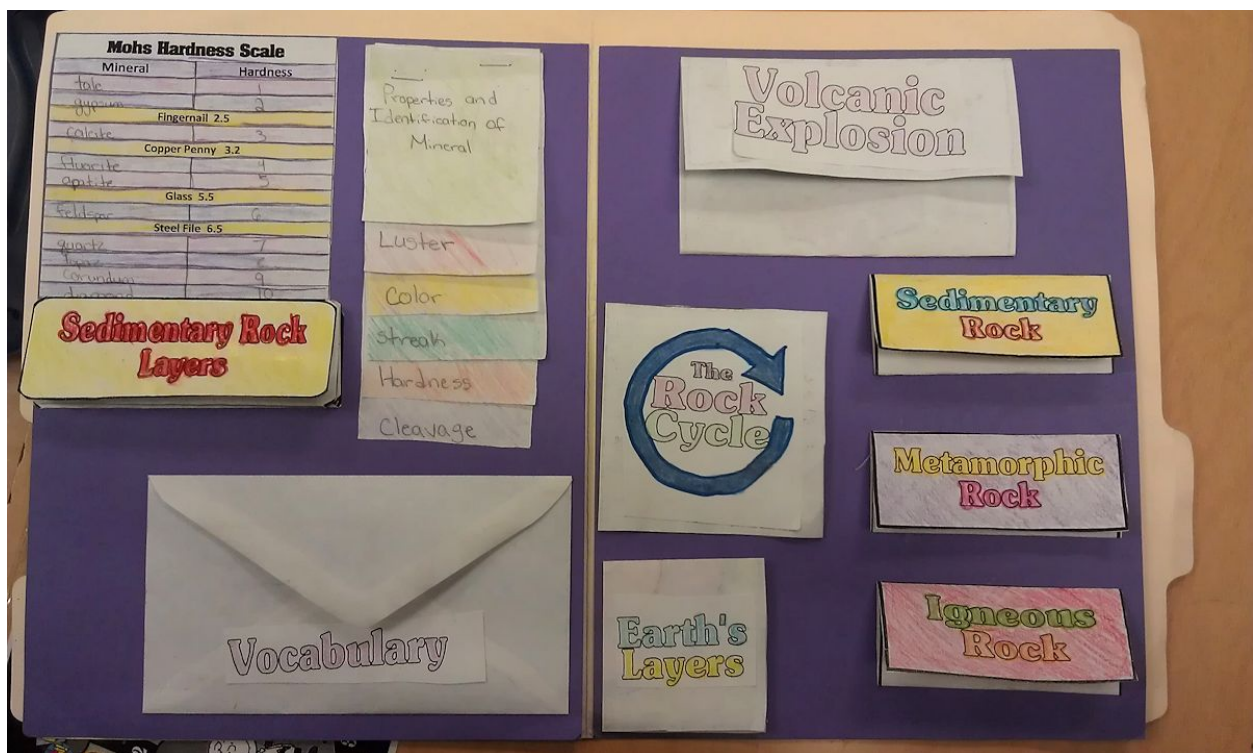 Mohs Hardness Scale
Mineral Hardness
talc 1
gypsum 2
Fingernail 2.5
calcite 3
Copper Penny 3.2
fluorite 4
apatite 5
Glass 5.5
feldspar 6
Steel File 6.5
quartz 7
topaz 8
corundum 9
diamond 10
Sedimentary Rock
Layers
Properties and
Identification of
Mineral
Luster
Color
Streak
Hardness
Cleavage
Vocabulary
Volcanic
Explosion
The
Rock
Cycle
Earth's
Layers
Sedimentary
Rock
Metamorphic
Rock
Igneous
Rock